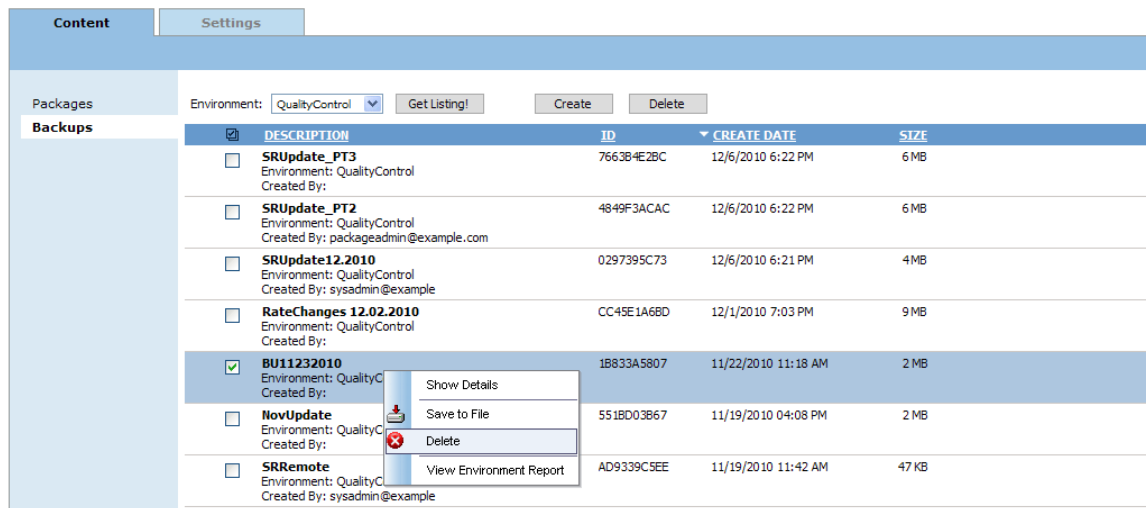 Content Settings
Packages
Backups
Environment: QualityControl Get Listing! Create Delete
DESCRIPTION ID CREATE DATE SIZE
SRUpdate_PT3 7663B4E2BC 12/6/2010 6:22 PM 6 MB
Environment: QualityControl
Created By:
SRUpdate_PT2 4849F3ACAC 12/6/2010 6:22 PM 6 MB
Environment: QualityControl
Created By: packageadmin@example.com
SRUpdate12.2010 0297395C73 12/6/2010 6:21 PM 4 MB
Environment: QualityControl
Created By: sysadmin@example
RateChanges 12.02.2010 CC45E1A6BD 12/1/2010 7:03 PM 9 MB
Environment: QualityControl
Created By:
BU11232010 1B833A5807 11/22/2010 11:18 AM 2 MB
Environment: QualityC
Created By:
Show Details
Save to File
Delete
View Environment Report
NovUpdate 551BD03B67 11/19/2010 04:08 PM 2 MB
Environment: QualityC
Created By:
SRRemote AD9339C5EE 11/19/2010 11:42 AM 47 KB
Environment: QualityC
Created By: sysadmin@example